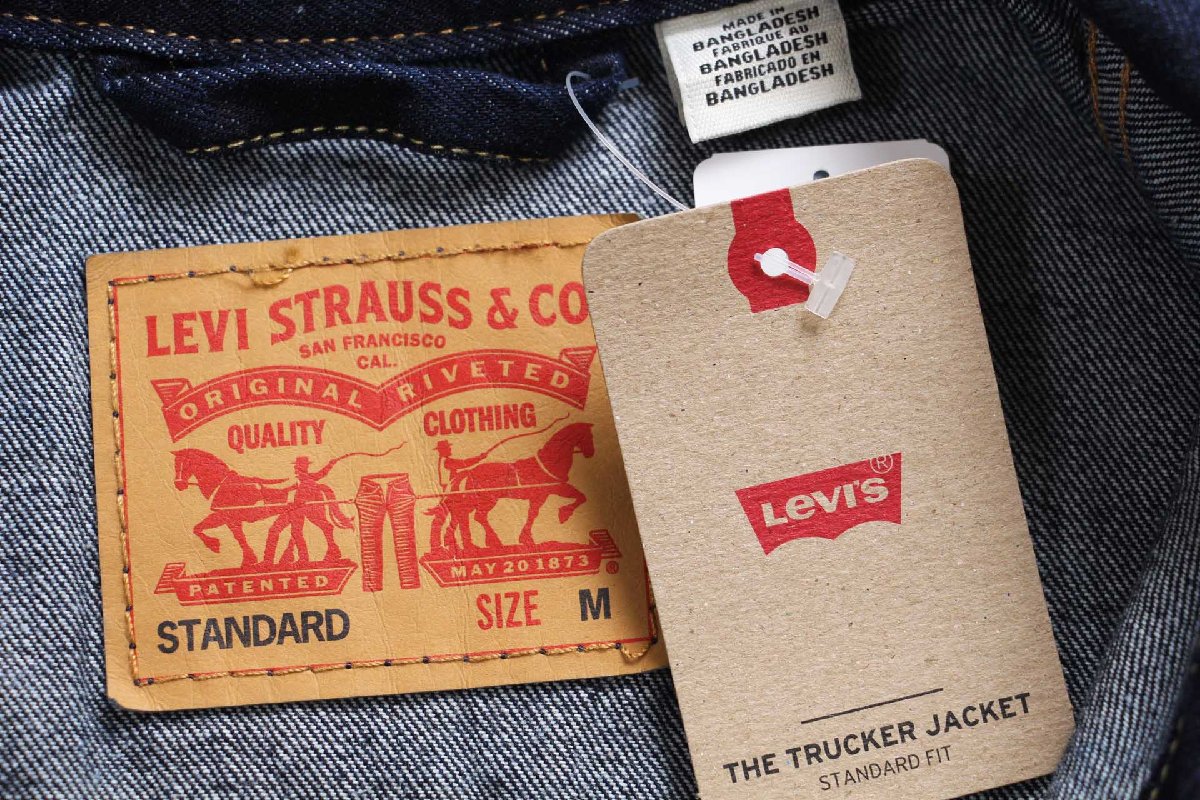 MADE IN
BANGLADESH
FABRIQUE AU
BANGLADESH
FABRICADO EN
BANGLADESH
LEVI STRAUSS & CO
SAN FRANCISCO
CAL.
ORIGINAL RIVETED
QUALITY CLOTHING
PATENTED MAY 20 1873 ®
STANDARD SIZE M
Levi's ®
THE TRUCKER JACKET
STANDARD FIT